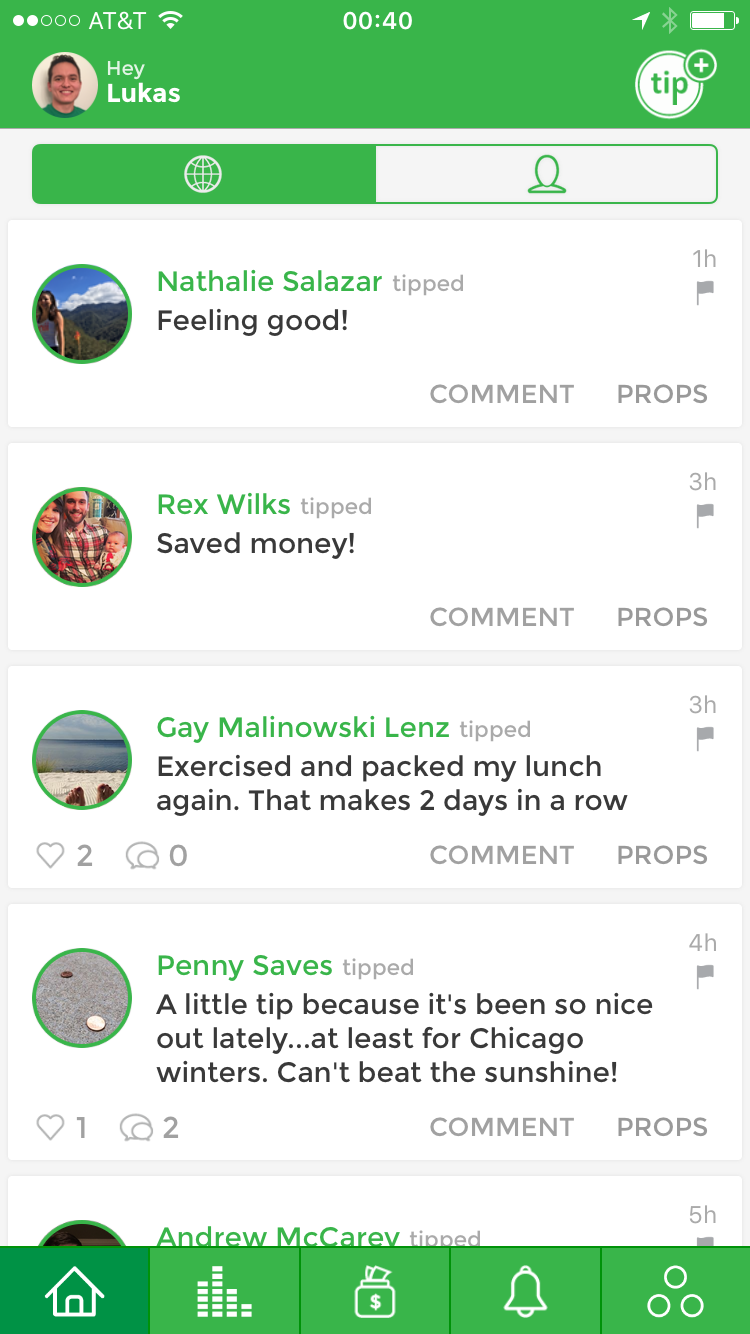 AT&T 00:40
Hey
Lukas
tip
1h
Nathalie Salazar tipped
Feeling good!
COMMENT PROPS
3h
Rex Wilks tipped
Saved money!
COMMENT PROPS
3h
Gay Malinowski Lenz tipped
Exercised and packed my lunch
again. That makes 2 days in a row
2 0 COMMENT PROPS
4h
Penny Saves tipped
A little tip because it's been so nice
out lately...at least for Chicago
winters. Can't beat the sunshine!
1 2 COMMENT PROPS
5h
Andrew McCarey tipped
$